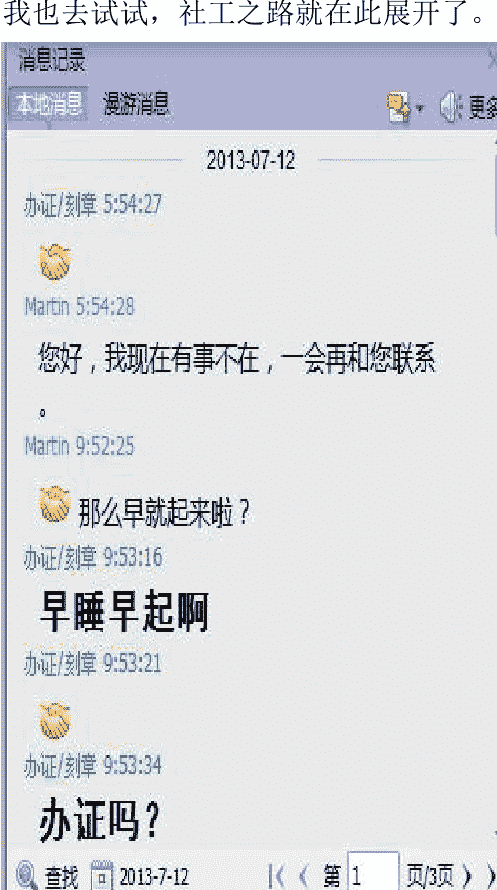 我也去试试，社工之路就在此展开了。
消息记录
本地消息 漫游消息 更多
2013-07-12
办证/刻章 5:54:27
Martin 5:54:28
您好，我现在有事不在，一会再和您联系
。
Martin 9:52:25
那么早就起来啦？
办证/刻章 9:53:16
早睡早起啊
办证/刻章 9:53:21
办证/刻章 9:53:34
办证吗？
查找 2013-7-12 第 1 页/3页